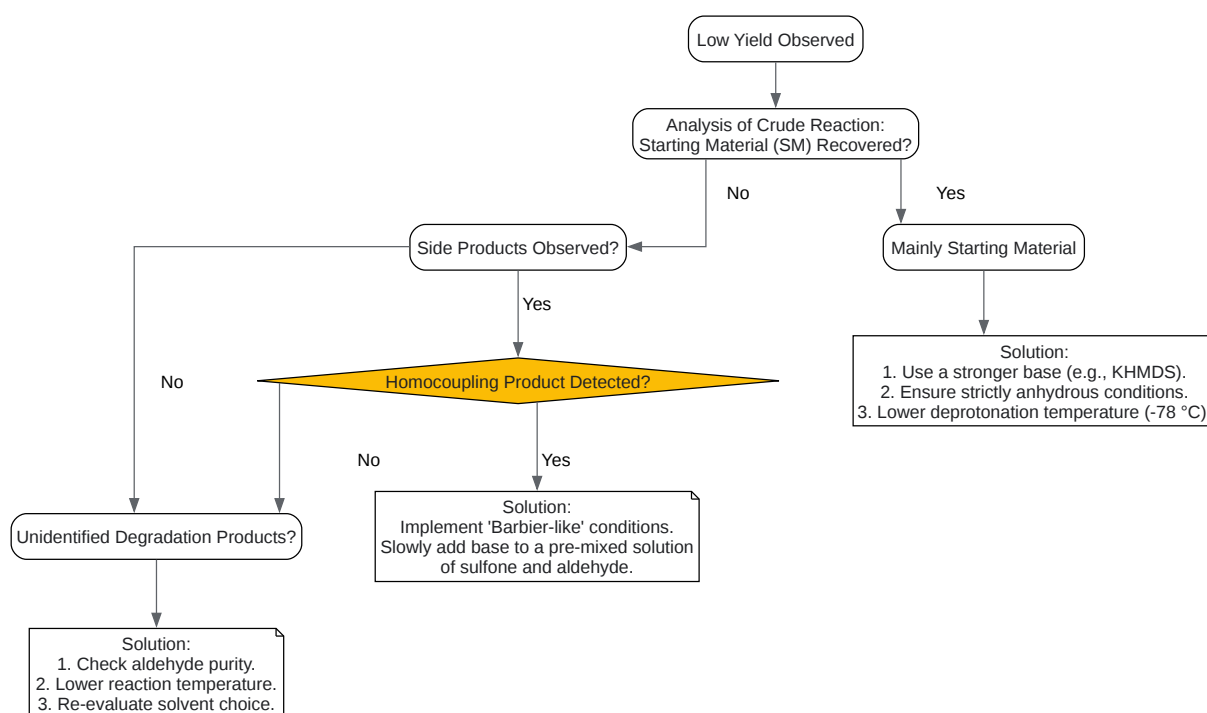 Low Yield Observed
Analysis of Crude Reaction:
Starting Material (SM) Recovered?
No
Yes
Side Products Observed?
Mainly Starting Material
Yes
Solution:
1. Use a stronger base (e.g., KHMDS).
2. Ensure strictly anhydrous conditions.
3. Lower deprotonation temperature (-78 °C)
No
Homocoupling Product Detected?
No
Yes
Solution:
Implement 'Barbier-like' conditions.
Slowly add base to a pre-mixed solution
of sulfone and aldehyde.
Unidentified Degradation Products?
Solution:
1. Check aldehyde purity.
2. Lower reaction temperature.
3. Re-evaluate solvent choice.